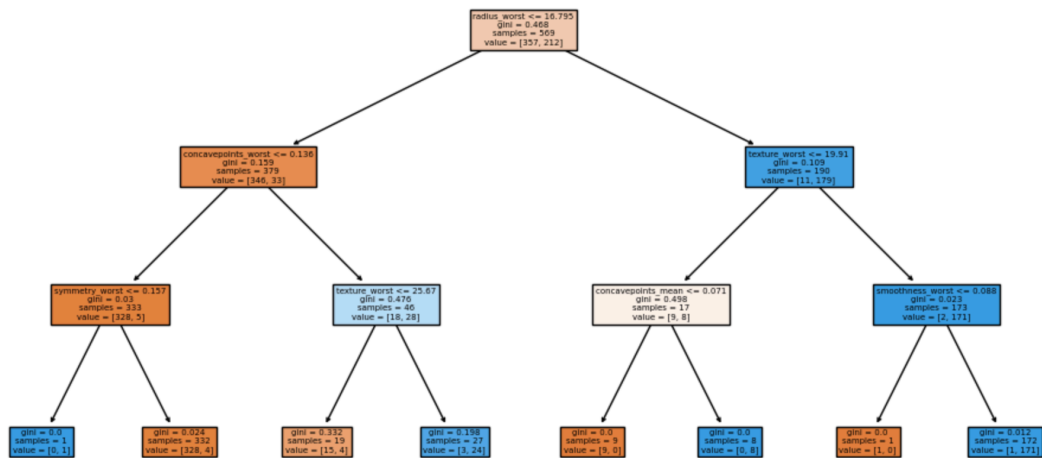 radius_worst <= 16.795
gini = 0.468
samples = 569
value = [357, 212]
concavepoints_worst <= 0.136
gini = 0.159
samples = 379
value = [346, 33]
texture_worst <= 19.91
gini = 0.109
samples = 190
value = [11, 179]
symmetry_worst <= 0.157
gini = 0.03
samples = 333
value = [328, 5]
texture_worst <= 25.67
gini = 0.476
samples = 46
value = [18, 28]
concavepoints_mean <= 0.071
gini = 0.498
samples = 17
value = [9, 8]
smoothness_worst <= 0.088
gini = 0.023
samples = 173
value = [2, 171]
gini = 0.0
samples = 1
value = [0, 1]
gini = 0.024
samples = 332
value = [328, 4]
gini = 0.332
samples = 19
value = [15, 4]
gini = 0.198
samples = 27
value = [3, 24]
gini = 0.0
samples = 9
value = [9, 0]
gini = 0.0
samples = 8
value = [0, 8]
gini = 0.0
samples = 1
value = [1, 0]
gini = 0.012
samples = 172
value = [1, 171]